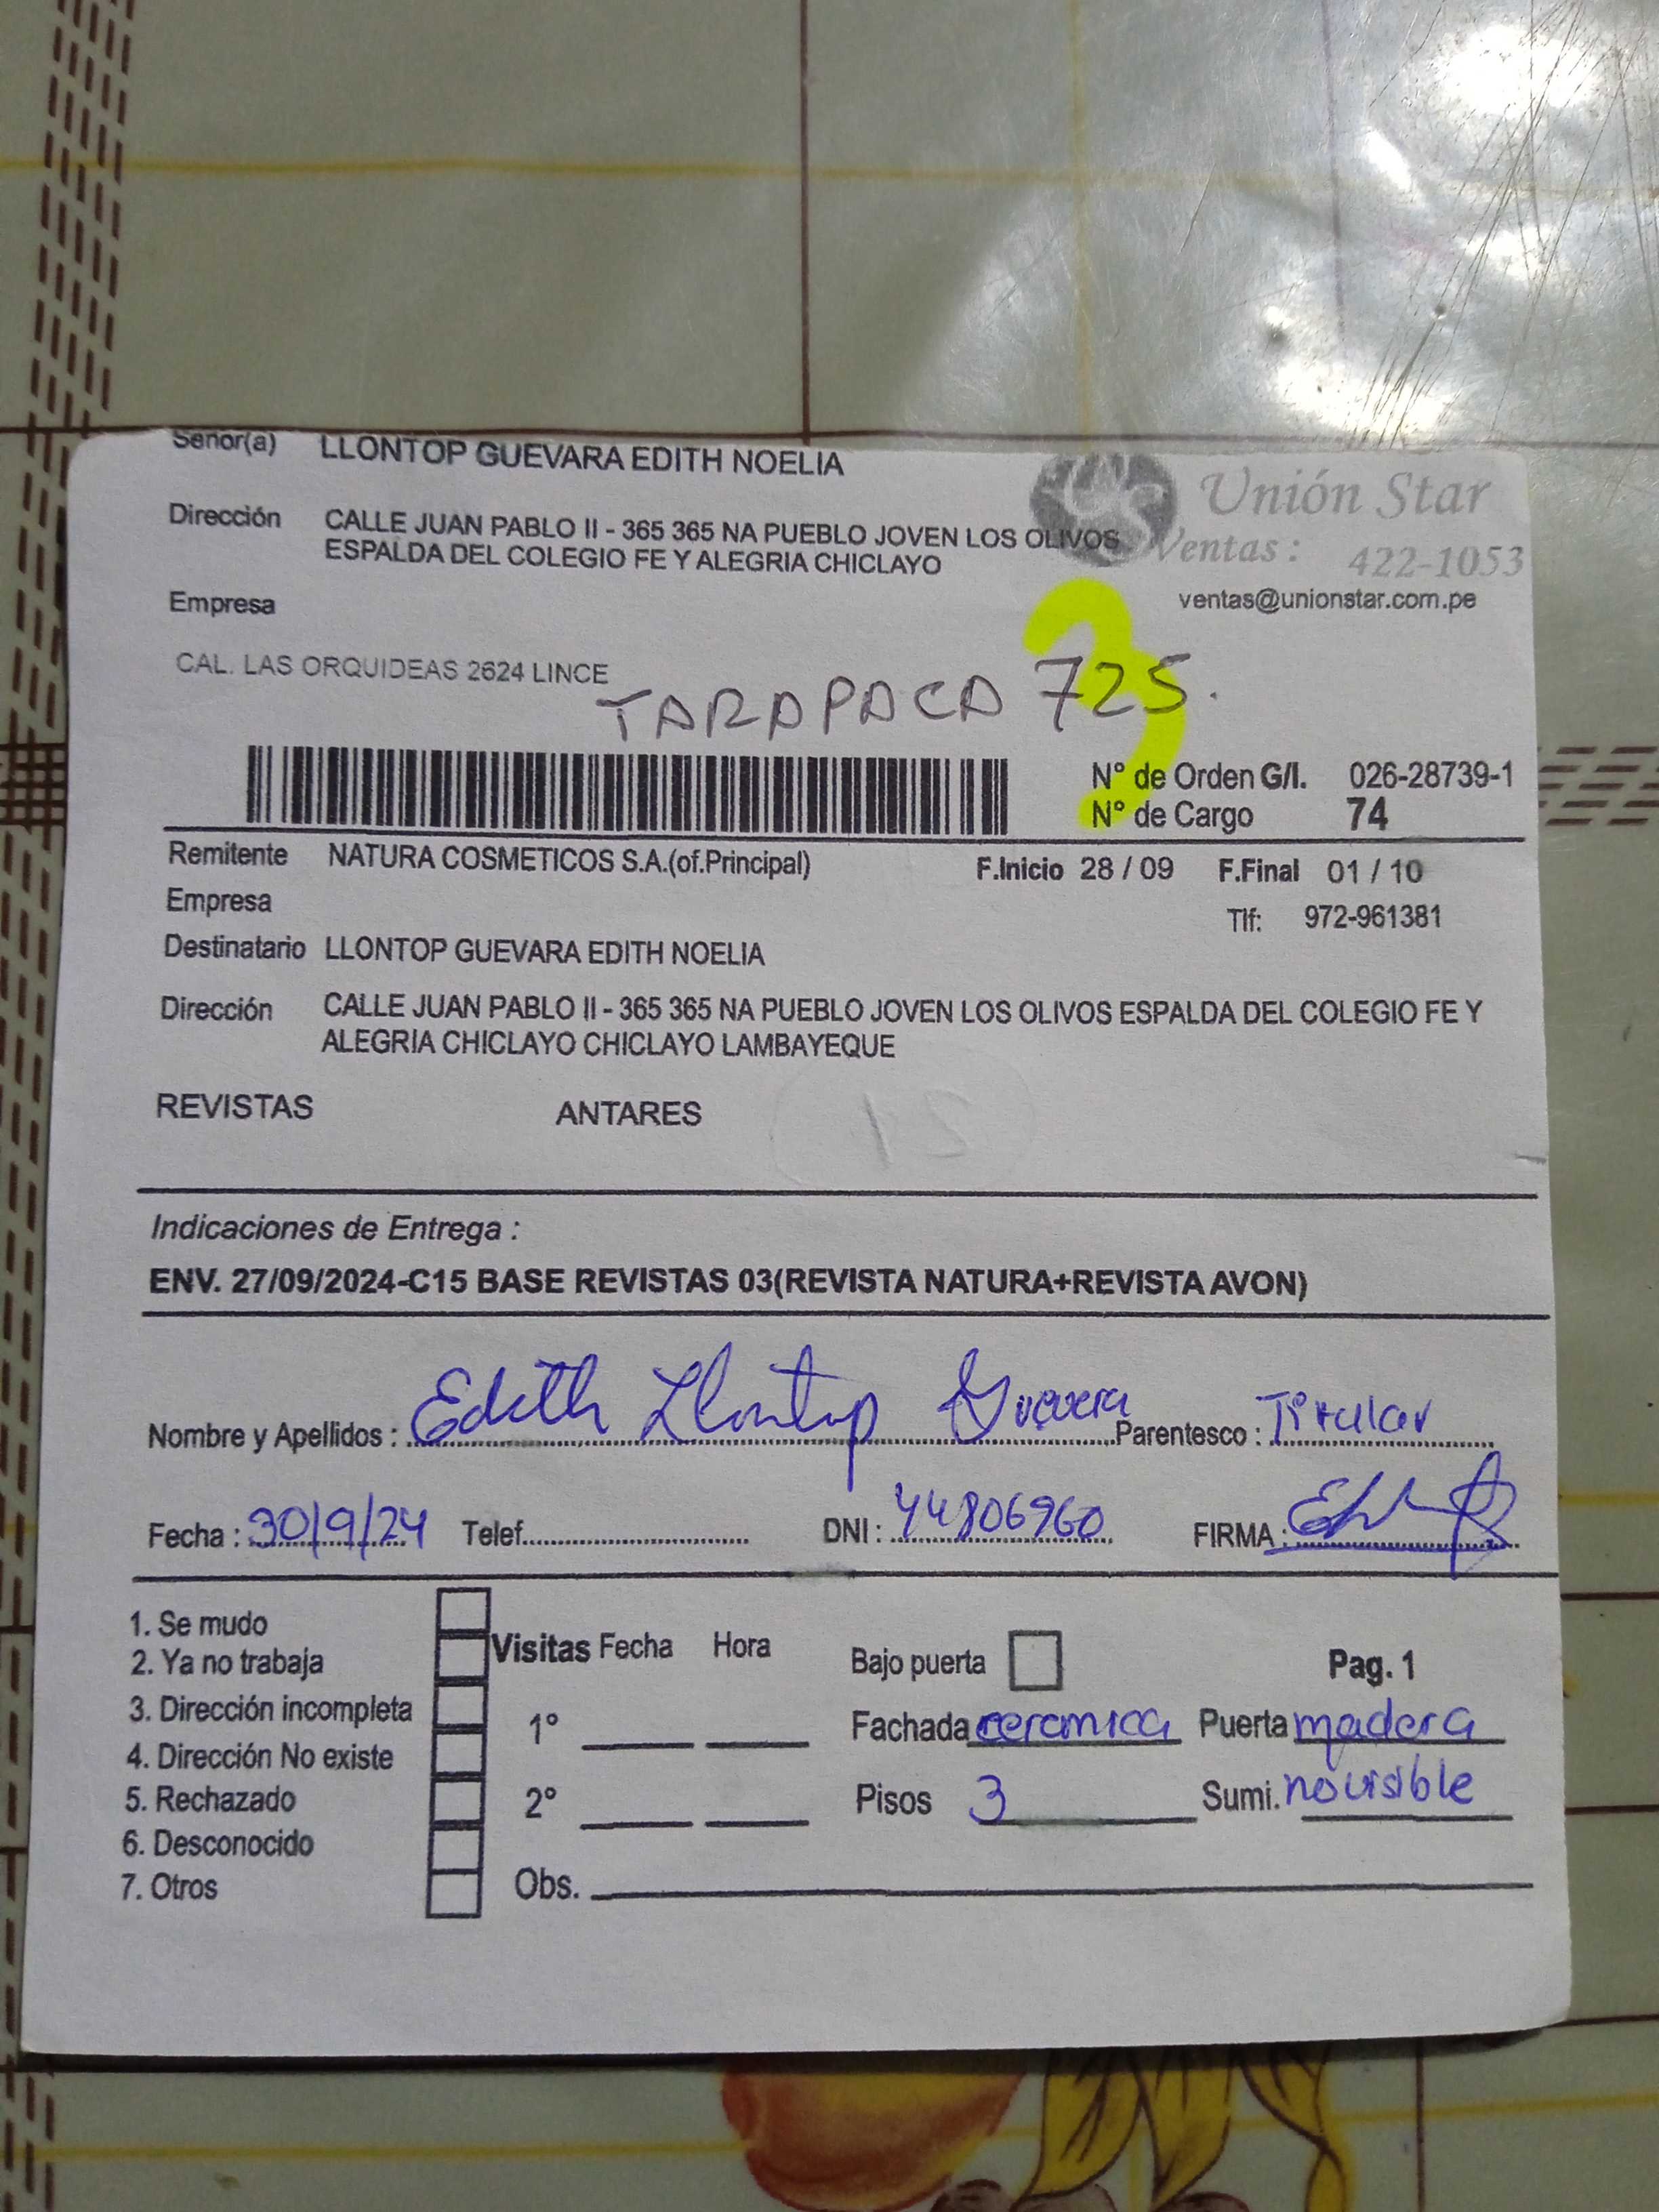 Señor(a) LLONTOP GUEVARA EDITH NOELIA
Unión Star
Dirección CALLE JUAN PABLO II - 365 365 NA PUEBLO JOVEN LOS OLIVOS
ESPALDA DEL COLEGIO FE Y ALEGRIA CHICLAYO
Ventas : 422-1053
Empresa
ventas@unionstar.com.pe
3
CAL. LAS ORQUIDEAS 2624 LINCE
TARAPACA 725.
N° de Orden G/I. 026-28739-1
N° de Cargo 74
Remitente NATURA COSMETICOS S.A.(of.Principal) F.Inicio 28 / 09 F.Final 01 / 10
Empresa
Tlf: 972-961381
Destinatario LLONTOP GUEVARA EDITH NOELIA
Dirección CALLE JUAN PABLO II - 365 365 NA PUEBLO JOVEN LOS OLIVOS ESPALDA DEL COLEGIO FE Y
ALEGRIA CHICLAYO CHICLAYO LAMBAYEQUE
REVISTAS ANTARES
Indicaciones de Entrega :
ENV. 27/09/2024-C15 BASE REVISTAS 03(REVISTA NATURA+REVISTA AVON)
Nombre y Apellidos : Edith Llontop Guevara Parentesco : Titular
Fecha : 30/9/24 Telef. DNI : 44806960 FIRMA :
1. Se mudo
2. Ya no trabaja
3. Dirección incompleta
4. Dirección No existe
5. Rechazado
6. Desconocido
7. Otros
Visitas Fecha Hora
1°
2°
Obs.
Bajo puerta Pag. 1
Fachada ceramica Puerta madera
Pisos 3 Sumi. no visible